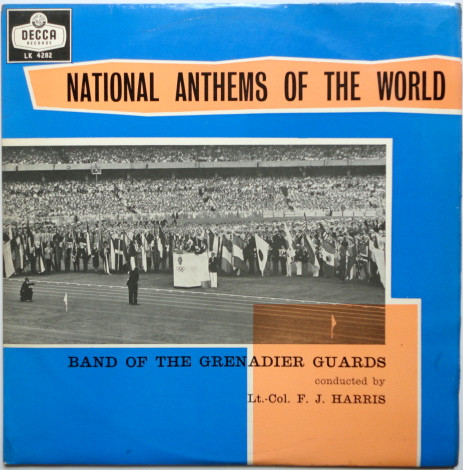 DECCA
RECORDS
LK 4282
NATIONAL ANTHEMS OF THE WORLD
BAND OF THE GRENADIER GUARDS
conducted by
Lt.-Col. F. J. HARRIS